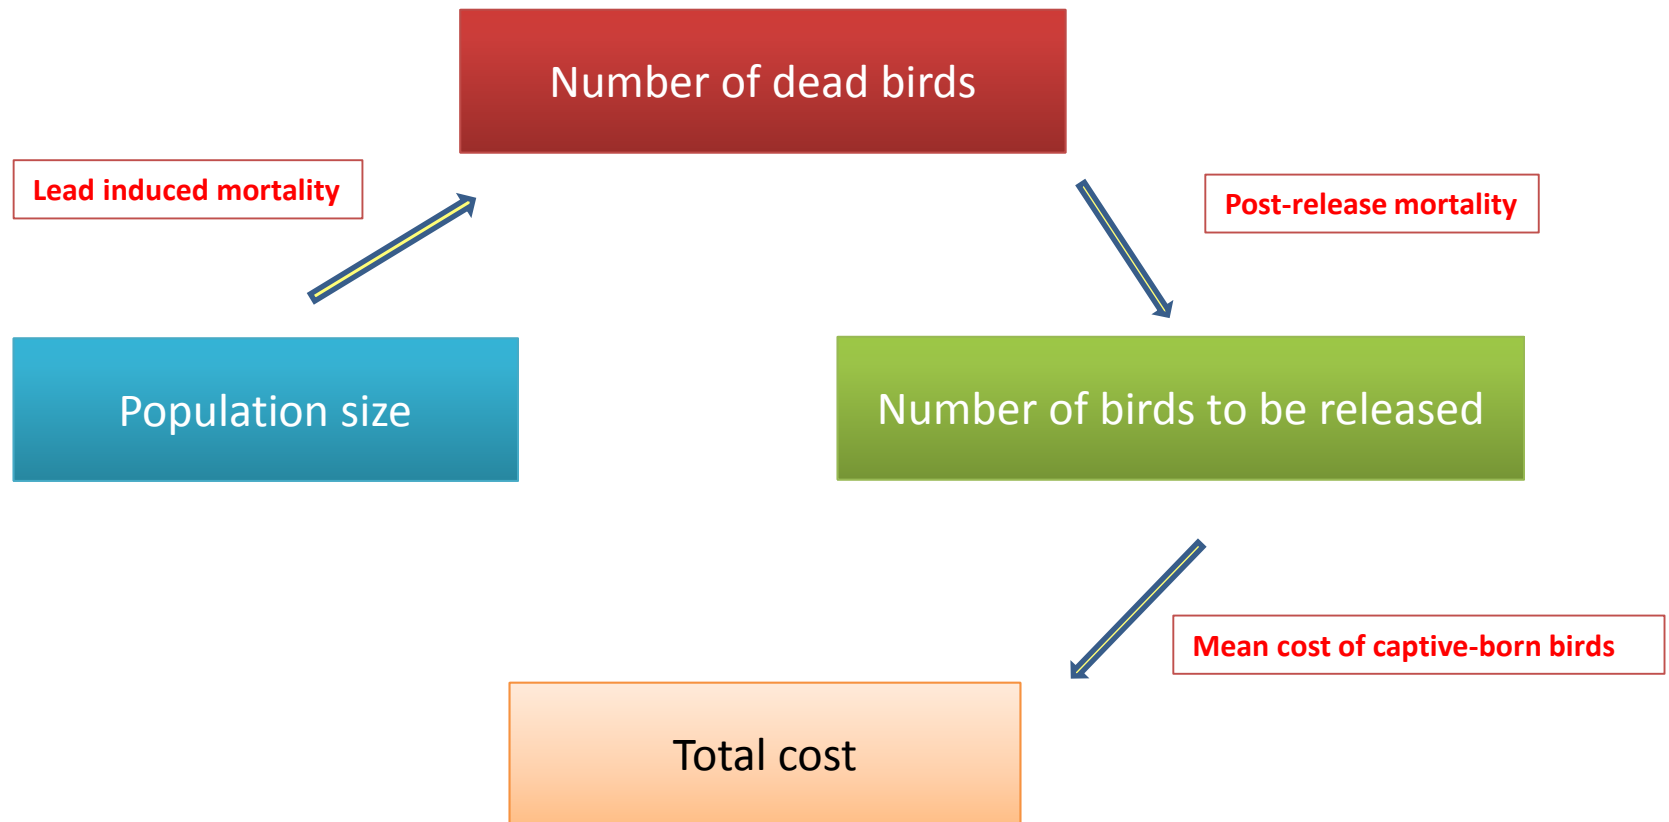 Number of dead birds
Lead induced mortality
Post-release mortality
Population size
Number of birds to be released
Mean cost of captive-born birds
Total cost